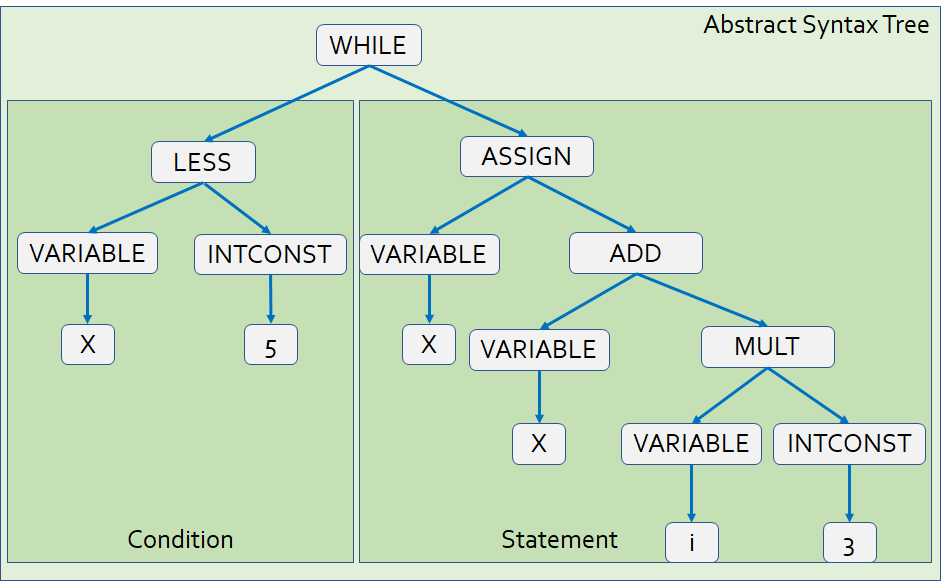 Abstract Syntax Tree
WHILE
LESS
ASSIGN
VARIABLE
INTCONST
VARIABLE
ADD
X
5
X
VARIABLE
MULT
X
VARIABLE
INTCONST
Condition
Statement
i
3